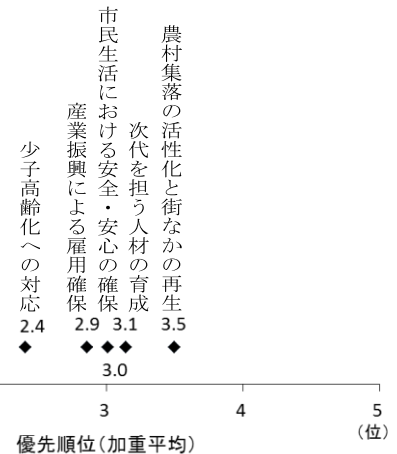 少子高齢化への対応
産業振興による雇用確保
市民生活における安全・安心の確保
次代を担う人材の育成
農村集落の活性化と街なかの再生
2.4
2.9
3.1
3.5
3.0
3
4
5
(位)
優先順位(加重平均)